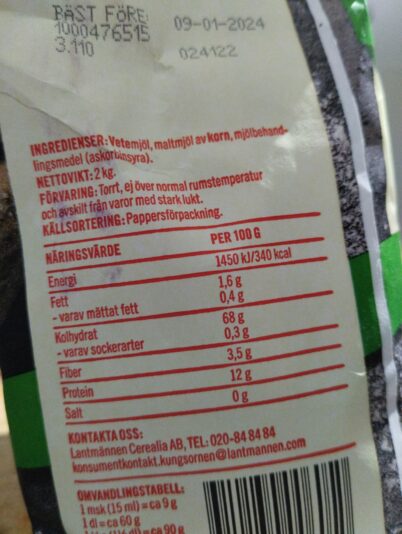 BÄST FÖRE:
1000476515 09-01-2024
3.110 024122
INGREDIENSER: Vetemjöl, maltmjöl av korn, mjölbehand-
lingsmedel (askorbinsyra).
NETTOVIKT: 2 kg.
FÖRVARING: Torrt, ej över normal rumstemperatur
och avskilt från varor med stark lukt.
KÄLLSORTERING: Pappersförpackning.
NÄRINGSVÄRDE PER 100 G
Energi 1450 kJ/340 kcal
Fett 1,6 g
- varav mättat fett 0,4 g
Kolhydrat 68 g
- varav sockerarter 0,3 g
Fiber 3,5 g
Protein 12 g
Salt 0 g
KONTAKTA OSS:
Lantmännen Cerealia AB, TEL: 020-84 84 84
konsumentkontakt.kungsornen@lantmannen.com
OMVANDLINGSTABELL:
1 msk (15 ml) = ca 9 g
1 dl = ca 60 g
= ca 90 g